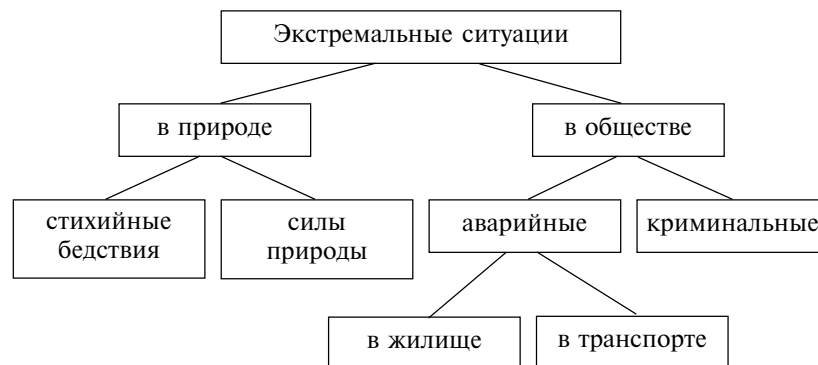 Экстремальные ситуации
в природе
в обществе
стихийные
бедствия
силы
природы
аварийные
криминальные
в жилище
в транспорте